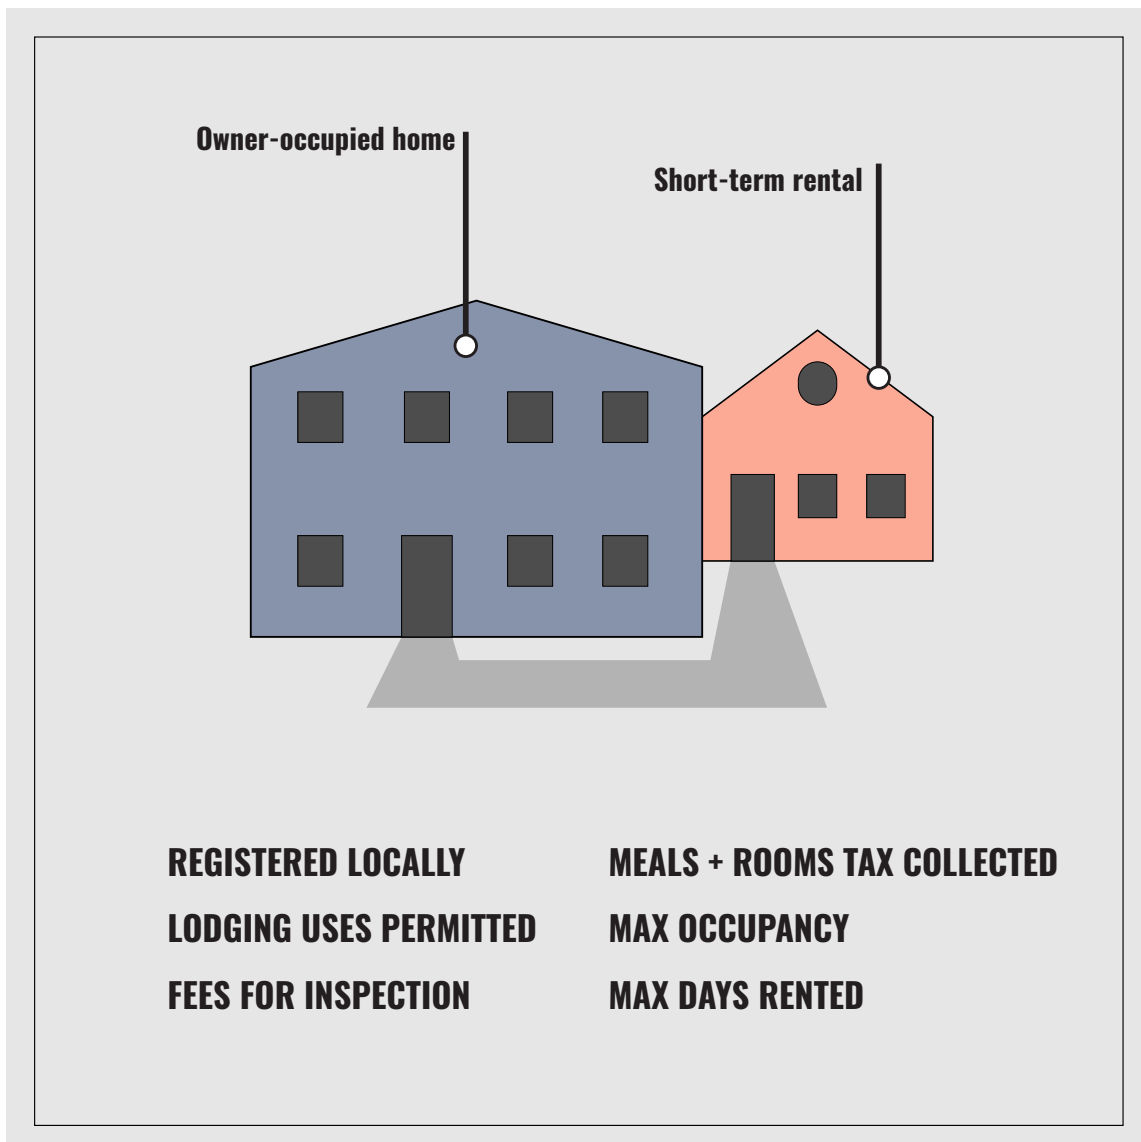 Owner-occupied home
Short-term rental
REGISTERED LOCALLY
LODGING USES PERMITTED
FEES FOR INSPECTION
MEALS + ROOMS TAX COLLECTED
MAX OCCUPANCY
MAX DAYS RENTED